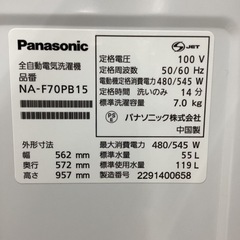 Panasonic
全自動電気洗濯機
品番
NA-F70PB15
外形寸法
幅 562 mm
奥行 572 mm
高さ 957 mm
JET
定格電圧 100 V
定格周波数 50/60 Hz
電動機定格消費電力 480/545 W
定格時間 洗いのみ 14 分
標準洗濯容量 7.0 kg
パナソニック株式会社
中国製
最大消費電力 480/545 W
標準水量 55 L
標準使用水量 119 L
製造番号 2291400658